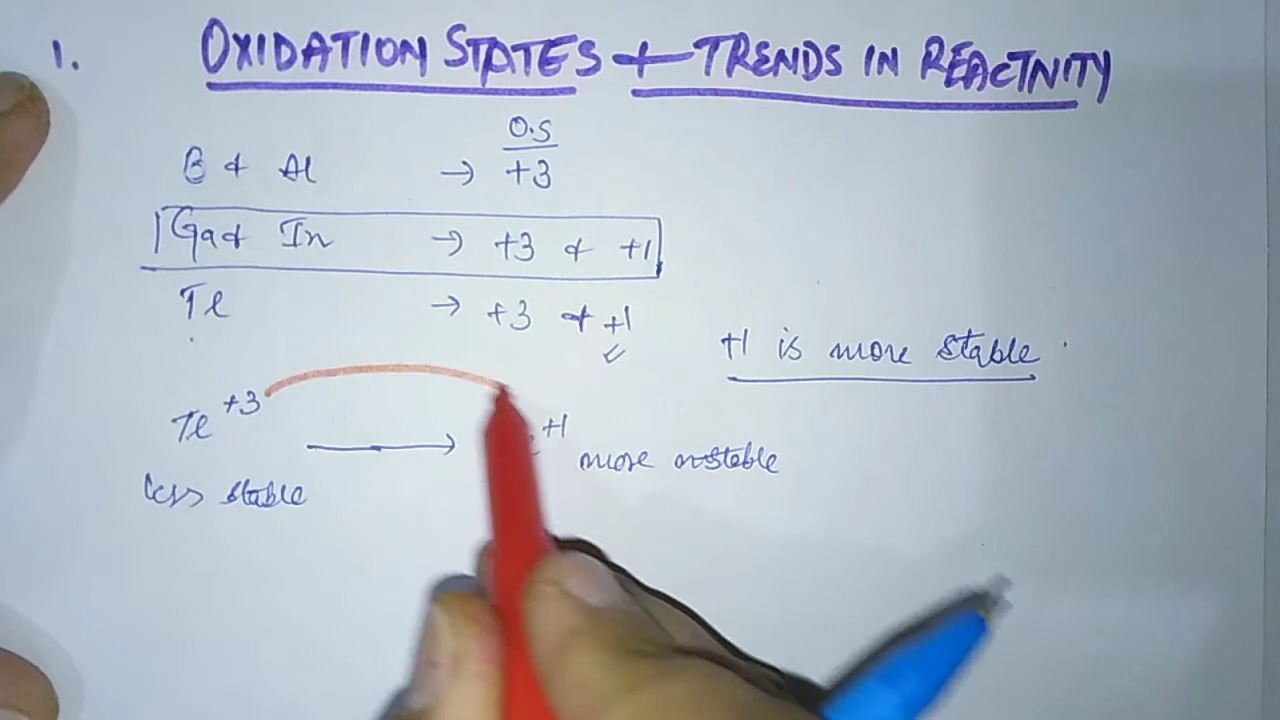 1. OXIDATION STATES + TRENDS IN REACTIVITY
O.S
B & Al → +3
Ga & In → +3 & +1
Tl → +3 & +1
+1 is more stable.
Tl +3 → +1 more stable
less stable